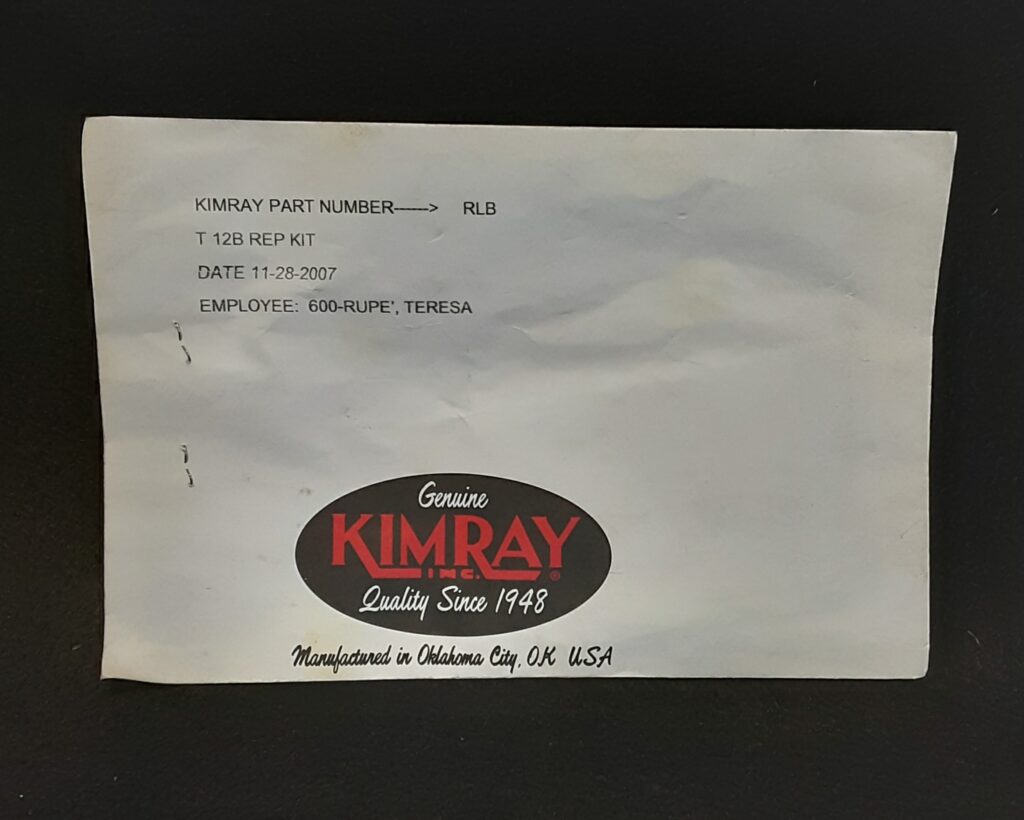 KIMRAY PART NUMBER------> RLB
T 12B REP KIT
DATE 11-28-2007
EMPLOYEE: 600-RUPE', TERESA
Genuine
KIMRAY
INC. ®
Quality Since 1948
Manufactured in Oklahoma City, OK USA